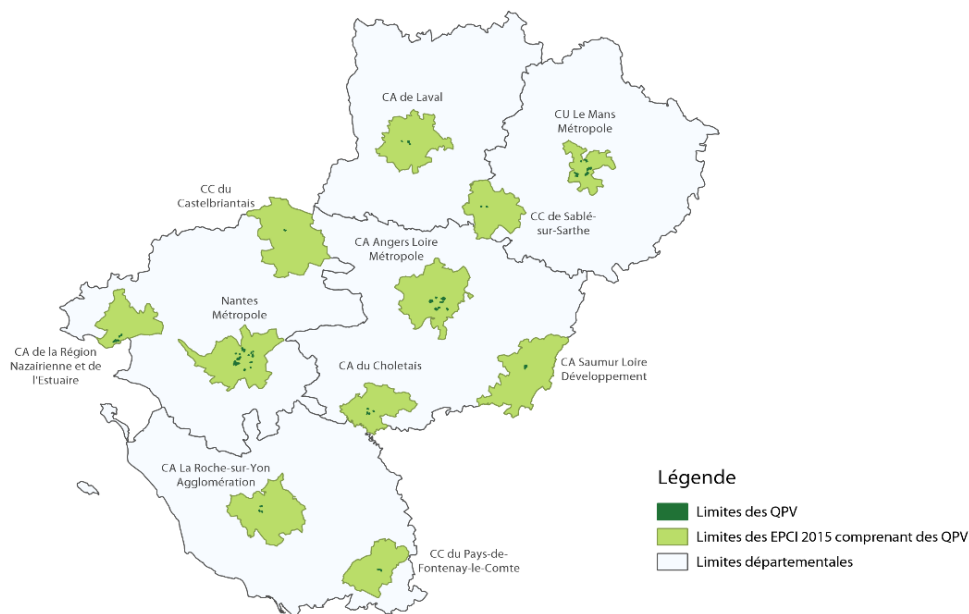 CA de Laval
CU Le Mans
Métropole
CC du
Castelbriantais
CC de Sablé-
sur-Sarthe
CA Angers Loire
Métropole
Nantes
Métropole
CA de la Région
Nazairienne et de
l'Estuaire
CA du Choletais
CA Saumur Loire
Développement
CA La Roche-sur-Yon
Agglomération
CC du Pays-de-
Fontenay-le-Comte
Légende
Limites des QPV
Limites des EPCI 2015 comprenant des QPV
Limites départementales